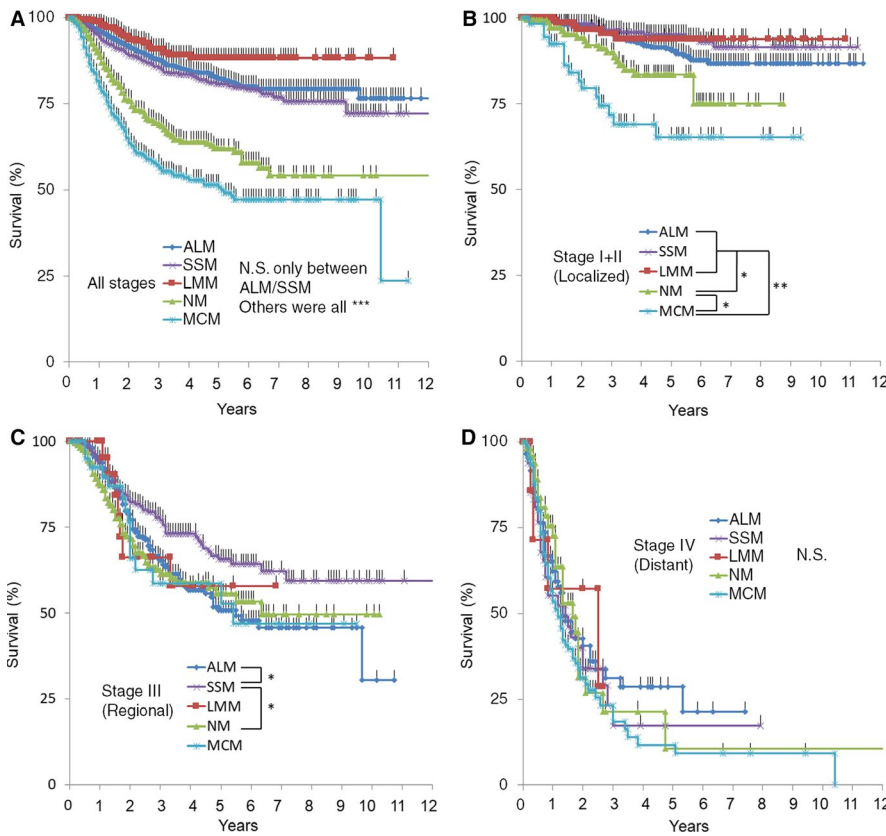 A
100
75
50
25
0
Survival (%)
ALM
SSM
LMM
NM
MCM
All stages
N.S. only between
ALM/SSM
Others were all ***
0 1 2 3 4 5 6 7 8 9 10 11 12
Years
B
100
75
50
25
0
Survival (%)
Stage I+II
(Localized)
ALM
SSM
LMM
NM
MCM
*
*
**
0 1 2 3 4 5 6 7 8 9 10 11 12
Years
C
100
75
50
25
0
Survival (%)
Stage III
(Regional)
ALM
SSM
LMM
NM
MCM
*
*
0 1 2 3 4 5 6 7 8 9 10 11 12
Years
D
100
75
50
25
0
Survival (%)
Stage IV
(Distant)
ALM
SSM
LMM
NM
MCM
N.S.
0 1 2 3 4 5 6 7 8 9 10 11 12
Years